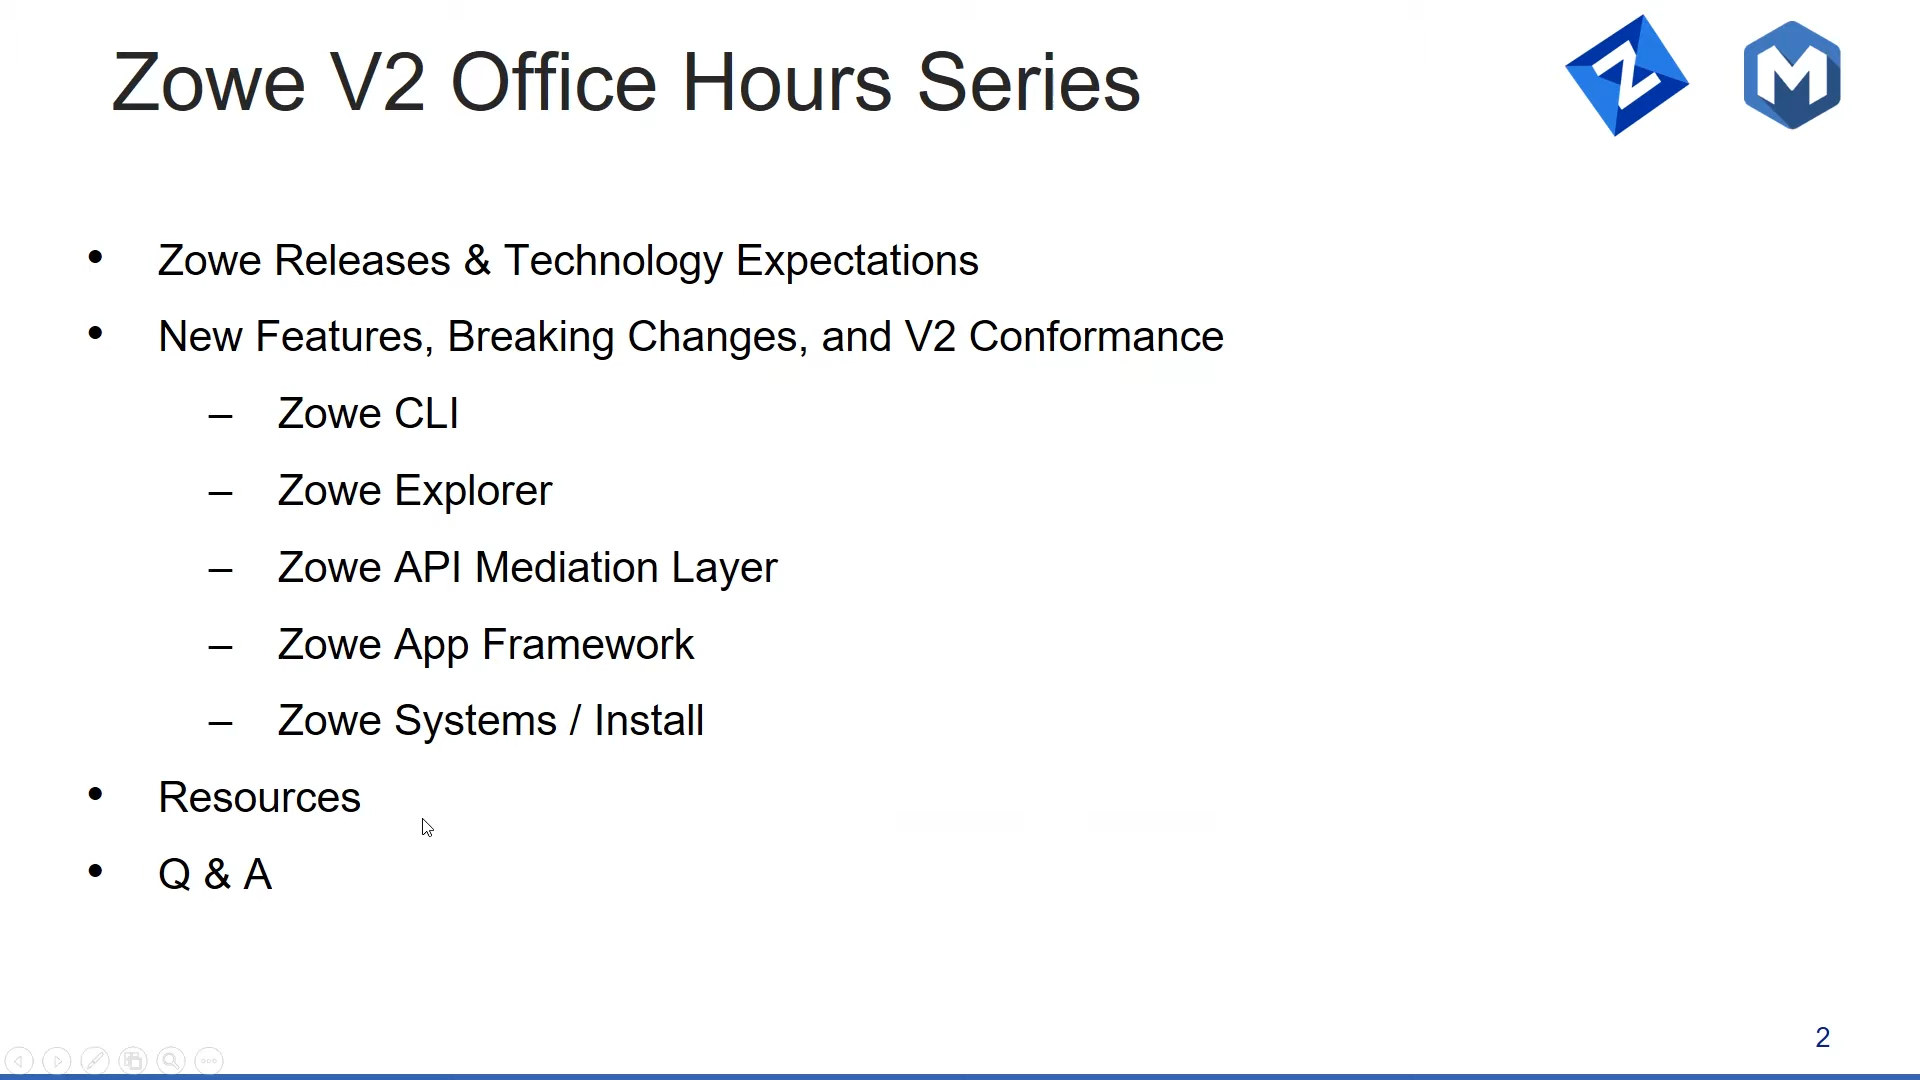 Zowe V2 Office Hours Series
Z
M
• Zowe Releases & Technology Expectations
• New Features, Breaking Changes, and V2 Conformance
– Zowe CLI
– Zowe Explorer
– Zowe API Mediation Layer
– Zowe App Framework
– Zowe Systems / Install
• Resources
• Q & A
2